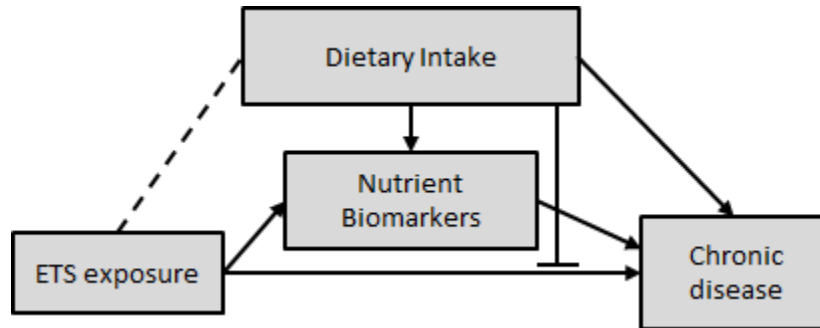 Dietary Intake
Nutrient
Biomarkers
ETS exposure
Chronic
disease